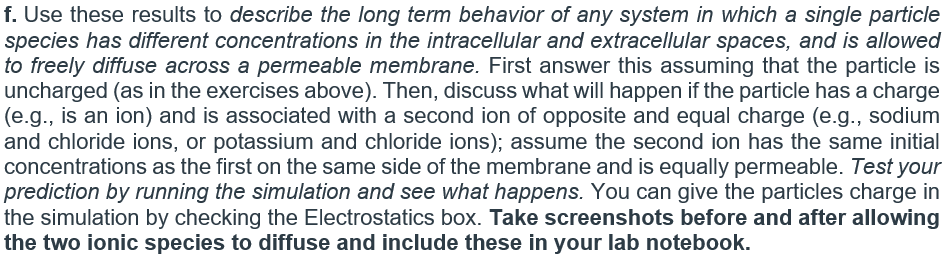 f. Use these results to describe the long term behavior of any system in which a single particle
species has different concentrations in the intracellular and extracellular spaces, and is allowed
to freely diffuse across a permeable membrane. First answer this assuming that the particle is
uncharged (as in the exercises above). Then, discuss what will happen if the particle has a charge
(e.g., is an ion) and is associated with a second ion of opposite and equal charge (e.g., sodium
and chloride ions, or potassium and chloride ions); assume the second ion has the same initial
concentrations as the first on the same side of the membrane and is equally permeable. Test your
prediction by running the simulation and see what happens. You can give the particles charge in
the simulation by checking the Electrostatics box. Take screenshots before and after allowing
the two ionic species to diffuse and include these in your lab notebook.